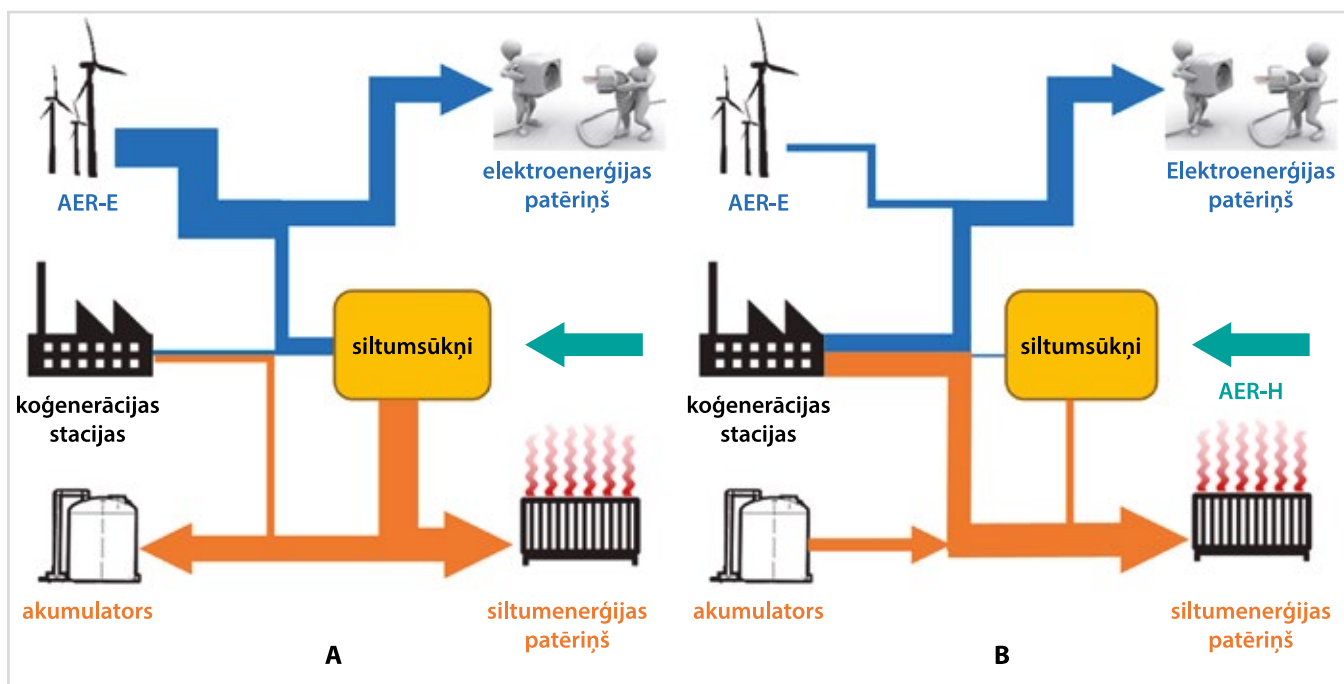 AER-E
elektroenerģijas
patēriņš
siltumsūkņi
koģenerācijas
stacijas
akumulators
siltumenerģijas
patēriņš
A
AER-E
Elektroenerģijas
patēriņš
siltumsūkņi
AER-H
koģenerācijas
stacijas
akumulators
siltumenerģijas
patēriņš
B